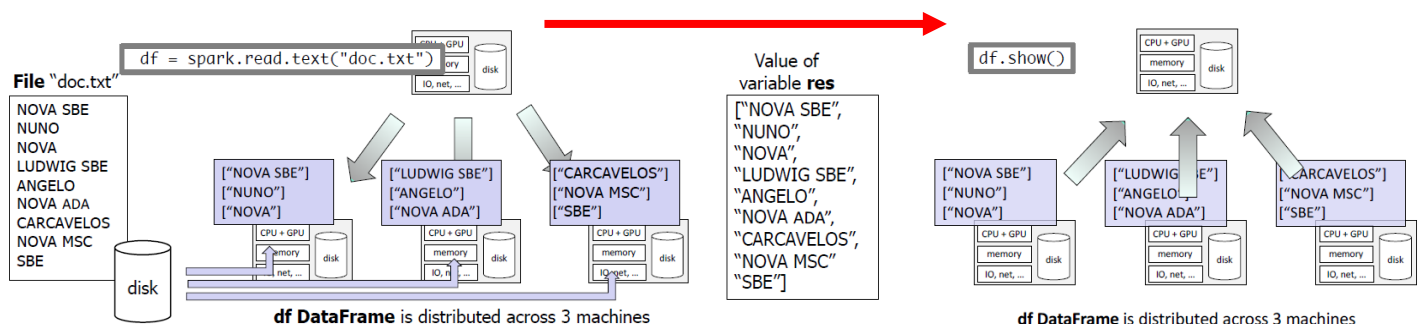 df = spark.read.text("doc.txt")
CPU + GPU
memory
IO, net, ...
disk
File “doc.txt”
NOVA SBE
NUNO
NOVA
LUDWIG SBE
ANGELO
NOVA ADA
CARCAVELOS
NOVA MSC
SBE
disk
["NOVA SBE"]
["NUNO"]
["NOVA"]
CPU + GPU
memory
IO, net, ...
disk
["LUDWIG SBE"]
["ANGELO"]
["NOVA ADA"]
CPU + GPU
memory
IO, net, ...
disk
["CARCAVELOS"]
["NOVA MSC"]
["SBE"]
CPU + GPU
memory
IO, net, ...
disk
df DataFrame is distributed across 3 machines
Value of
variable res
[“NOVA SBE”,
“NUNO”,
“NOVA”,
“LUDWIG SBE”,
“ANGELO”,
“NOVA ADA”,
“CARCAVELOS”,
“NOVA MSC”
“SBE”]
df.show()
CPU + GPU
memory
IO, net, ...
disk
["NOVA SBE"]
["NUNO"]
["NOVA"]
CPU + GPU
memory
IO, net, ...
disk
["LUDWIG SBE"]
["ANGELO"]
["NOVA ADA"]
CPU + GPU
memory
IO, net, ...
disk
["CARCAVELOS"]
["NOVA MSC"]
["SBE"]
CPU + GPU
memory
IO, net, ...
disk
df DataFrame is distributed across 3 machines